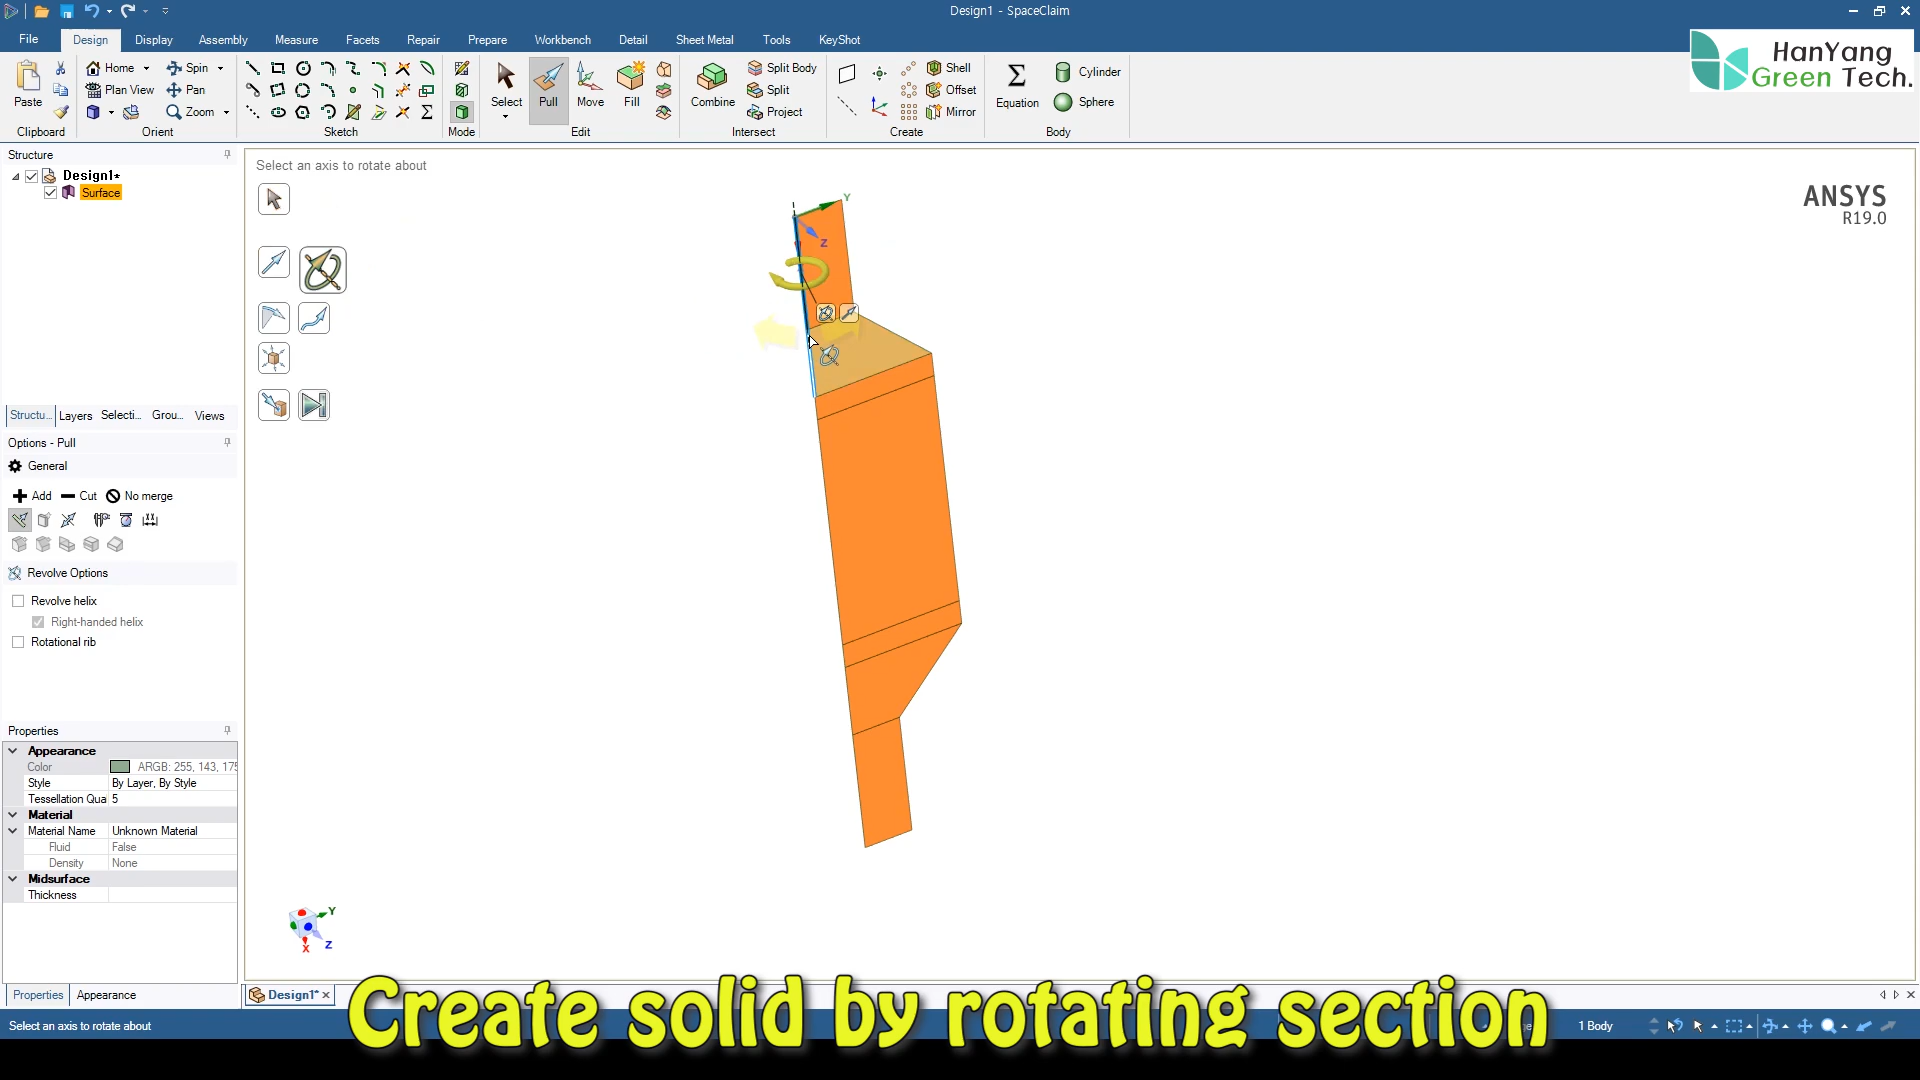 Design1 - SpaceClaim
File Design Display Assembly Measure Facets Repair Prepare Workbench Detail Sheet Metal Tools KeyShot
HanYang
Green Tech.
Paste
Clipboard
Home Spin
Plan View Pan
Zoom
Orient
Sketch
Mode
Select Pull Move Fill
Edit
Combine Split Body
Split
Project
Intersect
Shell
Offset
Mirror
Create
Equation Cylinder
Sphere
Body
Structure
Design1*
Surface
Select an axis to rotate about
Y
Z
ANSYS
R19.0
Structu... Layers Selecti... Grou... Views
Options - Pull
General
Add Cut No merge
Revolve Options
Revolve helix
Right-handed helix
Rotational rib
Properties
Appearance
Color ARGB: 255, 143, 175
Style By Layer, By Style
Tessellation Qua 5
Material
Material Name Unknown Material
Fluid False
Density None
Midsurface
Thickness
Y
Z
X
Properties Appearance
Design1*
Create solid by rotating section
Select an axis to rotate about
1 Body